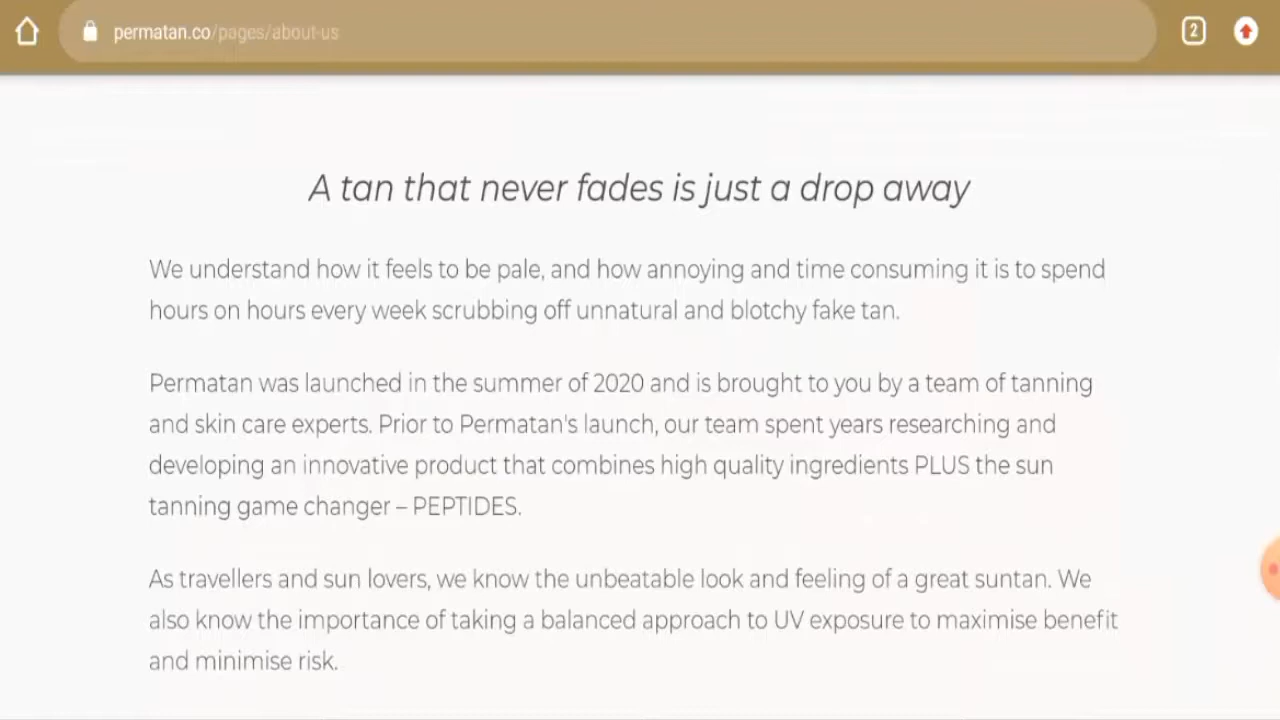 permatan.co/pages/about-us
2
A tan that never fades is just a drop away
We understand how it feels to be pale, and how annoying and time consuming it is to spend
hours on hours every week scrubbing off unnatural and blotchy fake tan.
Permatan was launched in the summer of 2020 and is brought to you by a team of tanning
and skin care experts. Prior to Permatan's launch, our team spent years researching and
developing an innovative product that combines high quality ingredients PLUS the sun
tanning game changer – PEPTIDES.
As travellers and sun lovers, we know the unbeatable look and feeling of a great suntan. We
also know the importance of taking a balanced approach to UV exposure to maximise benefit
and minimise risk.